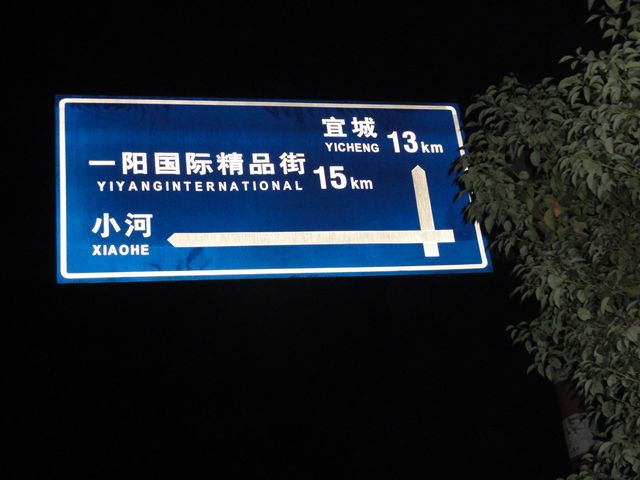 宜城
YICHENG 13km
一阳国际精品街
YIYANGINTERNATIONAL 15km
小河
XIAOHE